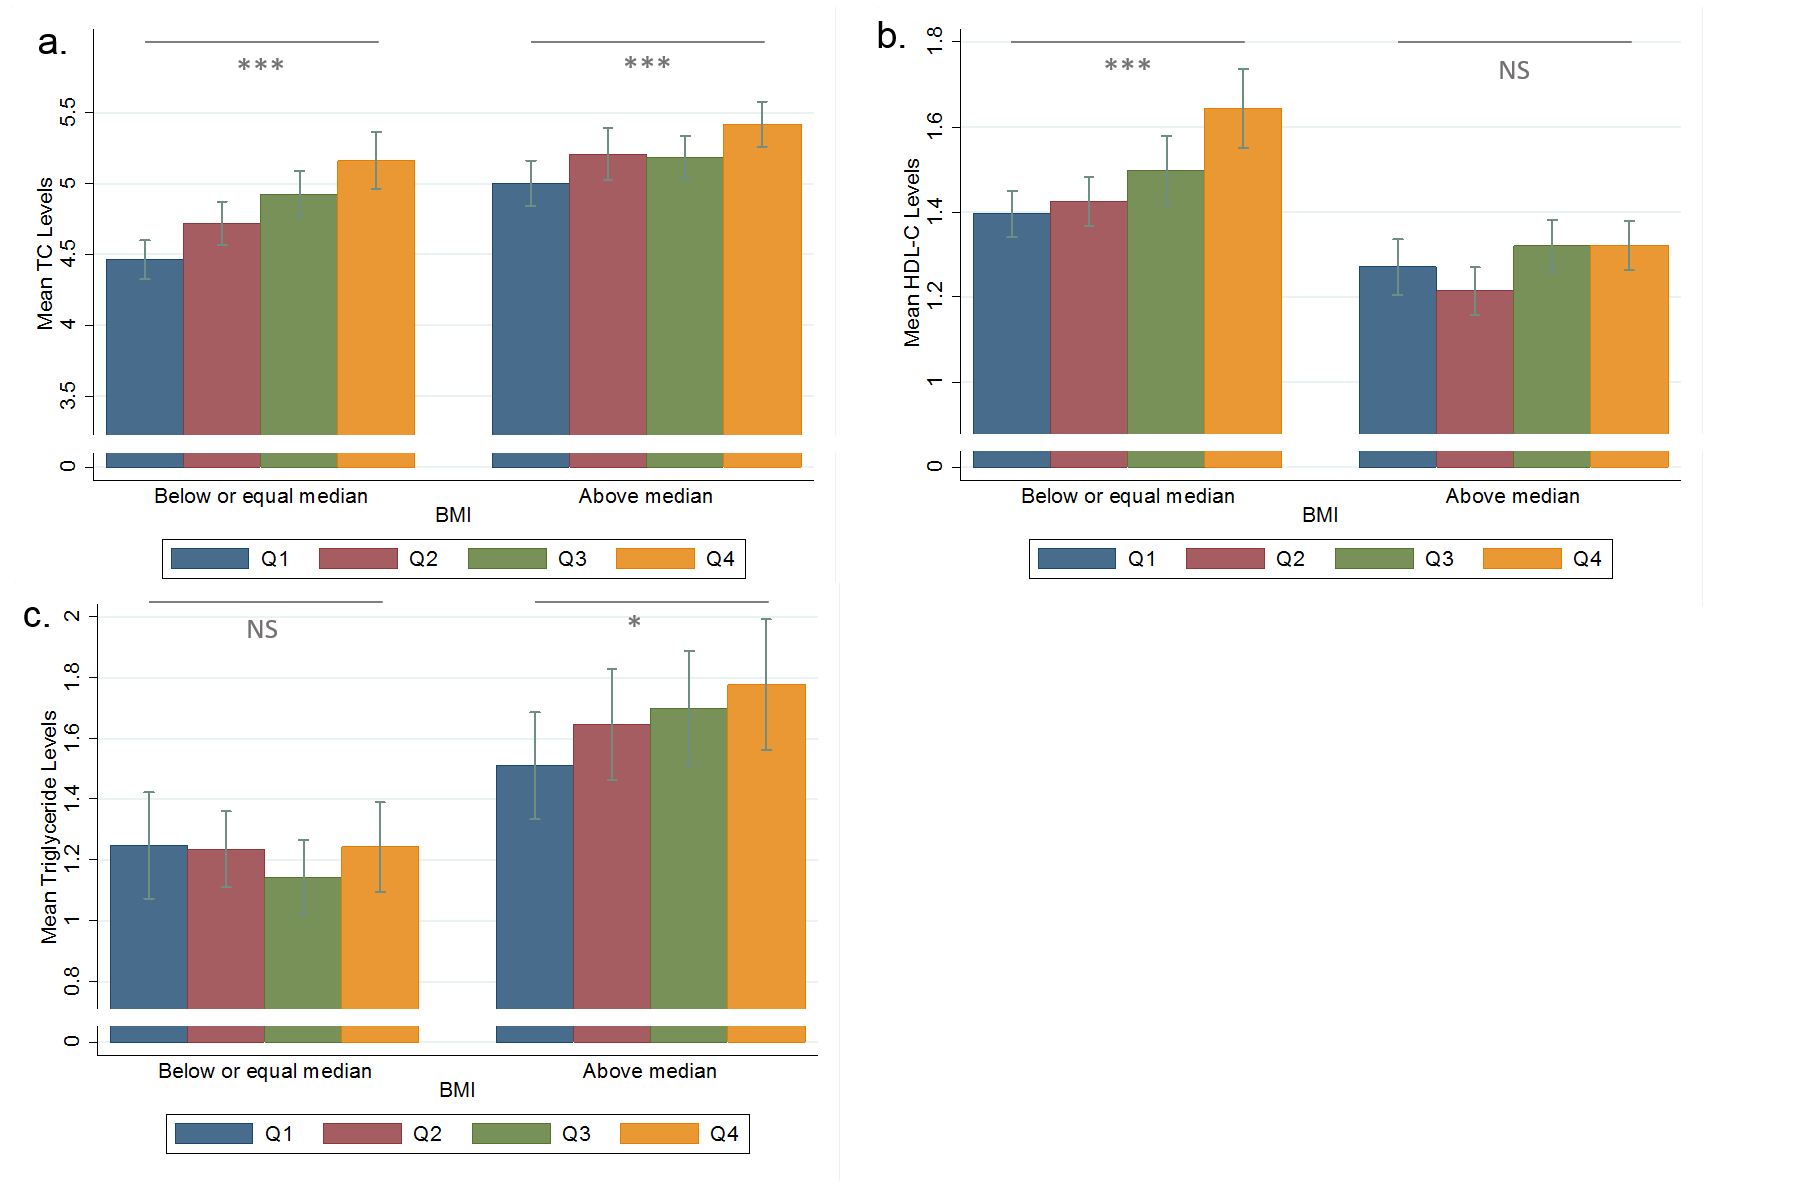 a.
***
***
Mean TC Levels
5.5
5
4.5
4
3.5
0
Below or equal median
Above median
BMI
Q1 Q2 Q3 Q4
b.
***
NS
Mean HDL-C Levels
1.8
1.6
1.4
1.2
1
0
Below or equal median
Above median
BMI
Q1 Q2 Q3 Q4
c.
NS
*
Mean Triglyceride Levels
2
1.8
1.6
1.4
1.2
1
0.8
0
Below or equal median
Above median
BMI
Q1 Q2 Q3 Q4